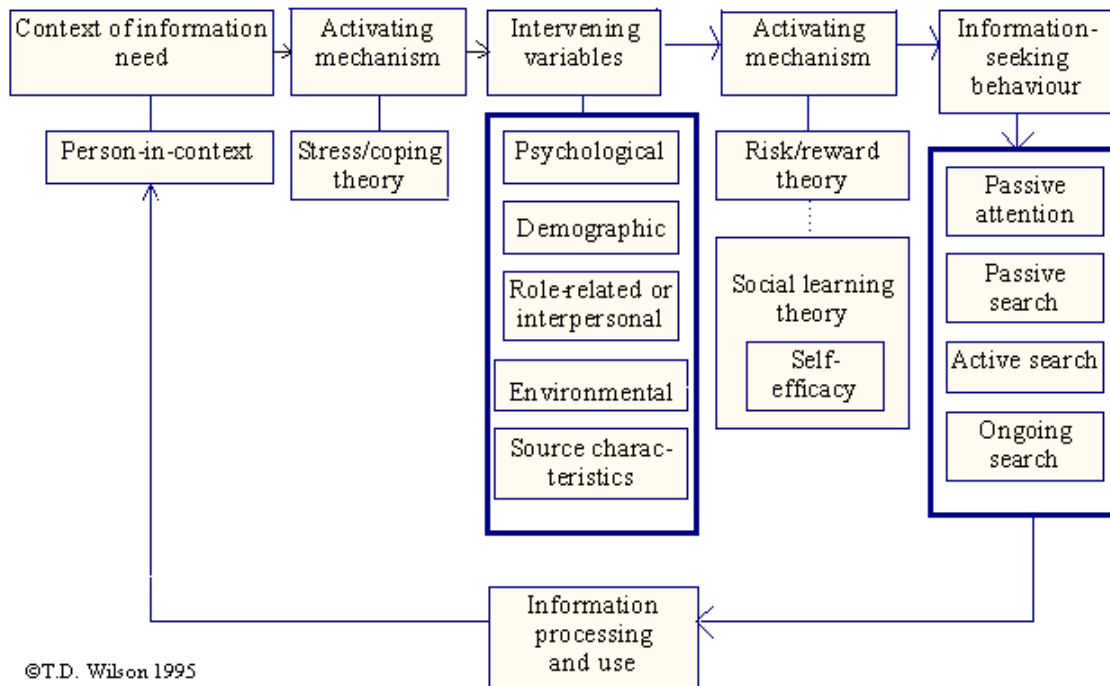 Context of information
need
Activating
mechanism
Intervening
variables
Activating
mechanism
Information-
seeking
behaviour
Person-in-context
Stress/coping
theory
Psychological
Demographic
Role-related or
interpersonal
Environmental
Source charac-
teristics
Risk/reward
theory
Social learning
theory
Self-
efficacy
Passive
attention
Passive
search
Active search
Ongoing
search
Information
processing
and use
©T.D. Wilson 1995